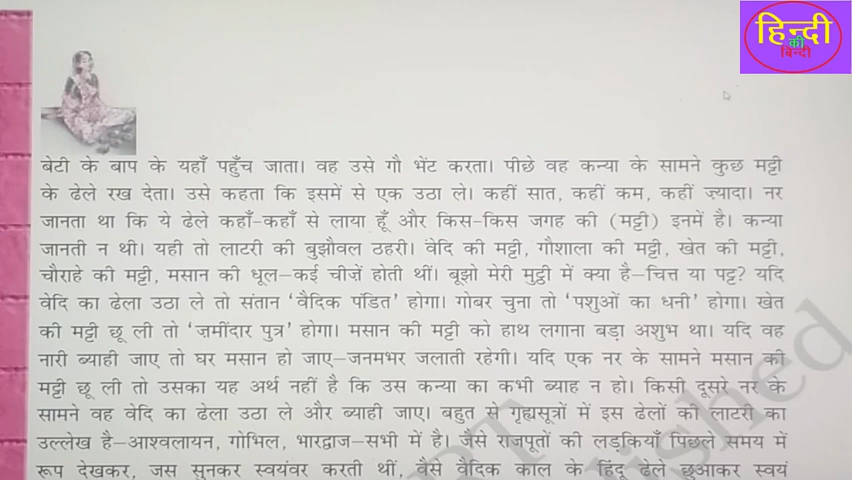 हिन्दी
की
बिन्दी
बेटी के बाप के यहाँ पहुँच जाता। वह उसे गौ भेंट करता। पीछे वह कन्या के सामने कुछ मट्टी
के ढेले रख देता। उसे कहता कि इसमें से एक उठा ले। कहीं सात, कहीं कम, कहीं ज़्यादा। नर
जानता था कि ये ढेले कहाँ-कहाँ से लाया हूँ और किस-किस जगह की (मट्टी) इनमें है। कन्या
जानती न थी। यही तो लाटरी की बुझौवल ठहरी। वेदि की मट्टी, गौशाला की मट्टी, खेत की मट्टी,
चौराहे की मट्टी, मसान की धूल–कई चीज़ें होती थीं। बूझो मेरी मुट्ठी में क्या है–चित्त या पट्ट? यदि
वेदि का ढेला उठा ले तो संतान ‘वैदिक पंडित’ होगा। गोबर चुना तो ‘पशुओं का धनी’ होगा। खेत
की मट्टी छू ली तो ‘ज़मींदार पुत्र’ होगा। मसान की मट्टी को हाथ लगाना बड़ा अशुभ था। यदि वह
नारी ब्याही जाए तो घर मसान हो जाए–जनमभर जलाती रहेगी। यदि एक नर के सामने मसान की
मट्टी छू ली तो उसका यह अर्थ नहीं है कि उस कन्या का कभी ब्याह न हो। किसी दूसरे नर के
सामने वह वेदि का ढेला उठा ले और ब्याही जाए। बहुत से गृह्यसूत्रों में इस ढेलों की लाटरी का
उल्लेख है–आश्वलायन, गोभिल, भारद्वाज–सभी में है। जैसे राजपूतों की लड़कियाँ पिछले समय में
रूप देखकर, जस सुनकर स्वयंवर करती थीं, वैसे वैदिक काल के हिंदू ढेले छुआकर स्वयं